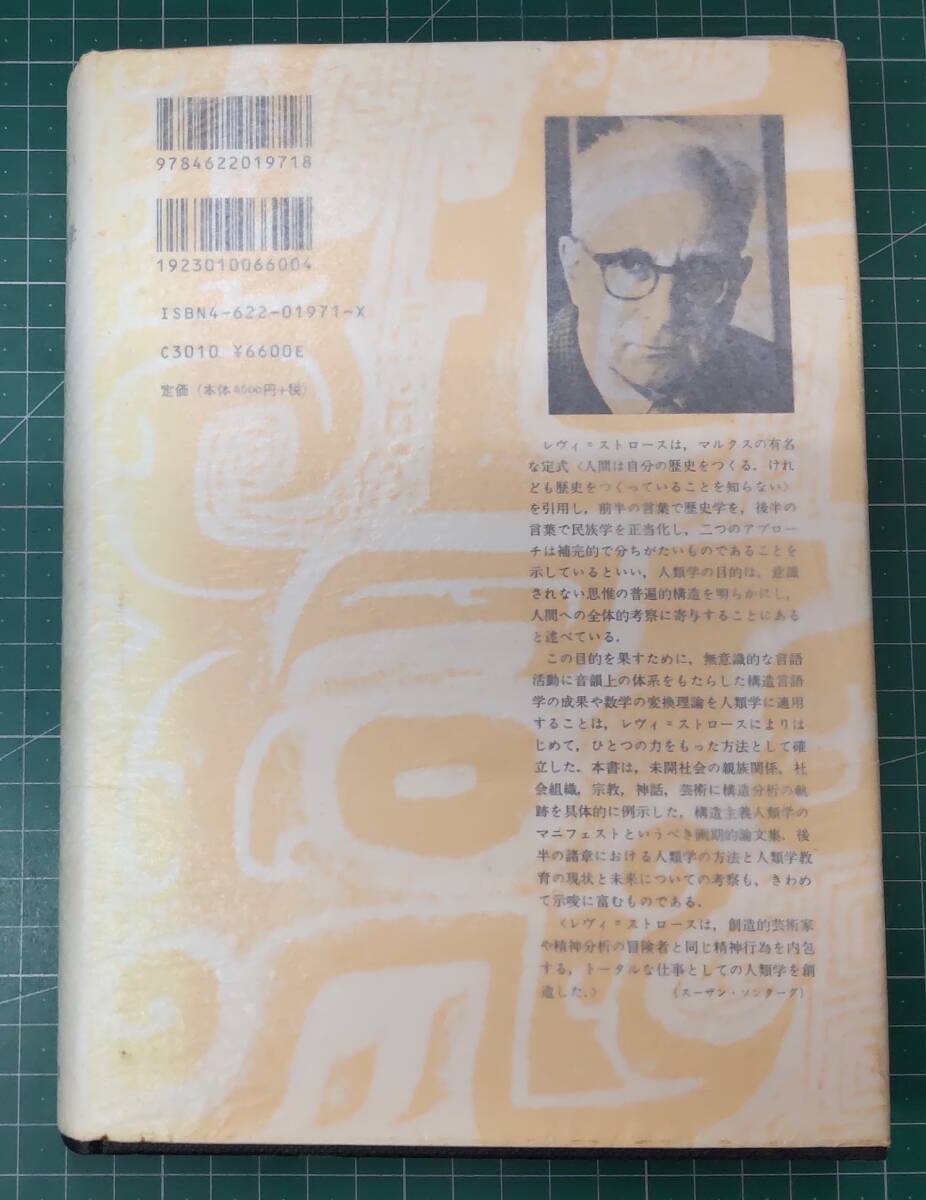 9784622019718
1923010066004
ISBN4-622-01971-X
C3010 ¥6600E
定価(本体6600円+税)
レヴィ=ストロースは,マルクスの有名
な定式〈人間は自分の歴史をつくる.けれ
ども歴史をつくっていることを知らない〉
を引用し,前半の言葉で歴史学を,後半の
言葉で民族学を正当化し,二つのアプロー
チは補完的で分ちがたいものであることを
示しているといい,人類学の目的は,意識
されない思惟の普遍的構造を明らかにし,
人間への全体的考察に寄与することにある
と述べている.
この目的を果すために,無意識的な言語
活動に音韻上の体系をもたらした構造言語
学の成果や数学の変換理論を人類学に適用
することは,レヴィ=ストロースによりは
じめて,ひとつの力をもった方法として確
立した.本書は,未開社会の親族関係,社
会組織,宗教,神話,芸術に構造分析の軌
跡を具体的に例示した,構造主義人類学の
マニフェストというべき画期的論文集.後
半の諸章における人類学の方法と人類学教
育の現状と未来についての考察も,きわめ
て示唆に富むものである.
〈レヴィ=ストロースは,創造的芸術家
や精神分析の冒険者と同じ精神行為を内包
する,トータルな仕事としての人類学を創
造した.〉 (スーザン・ソンターグ)